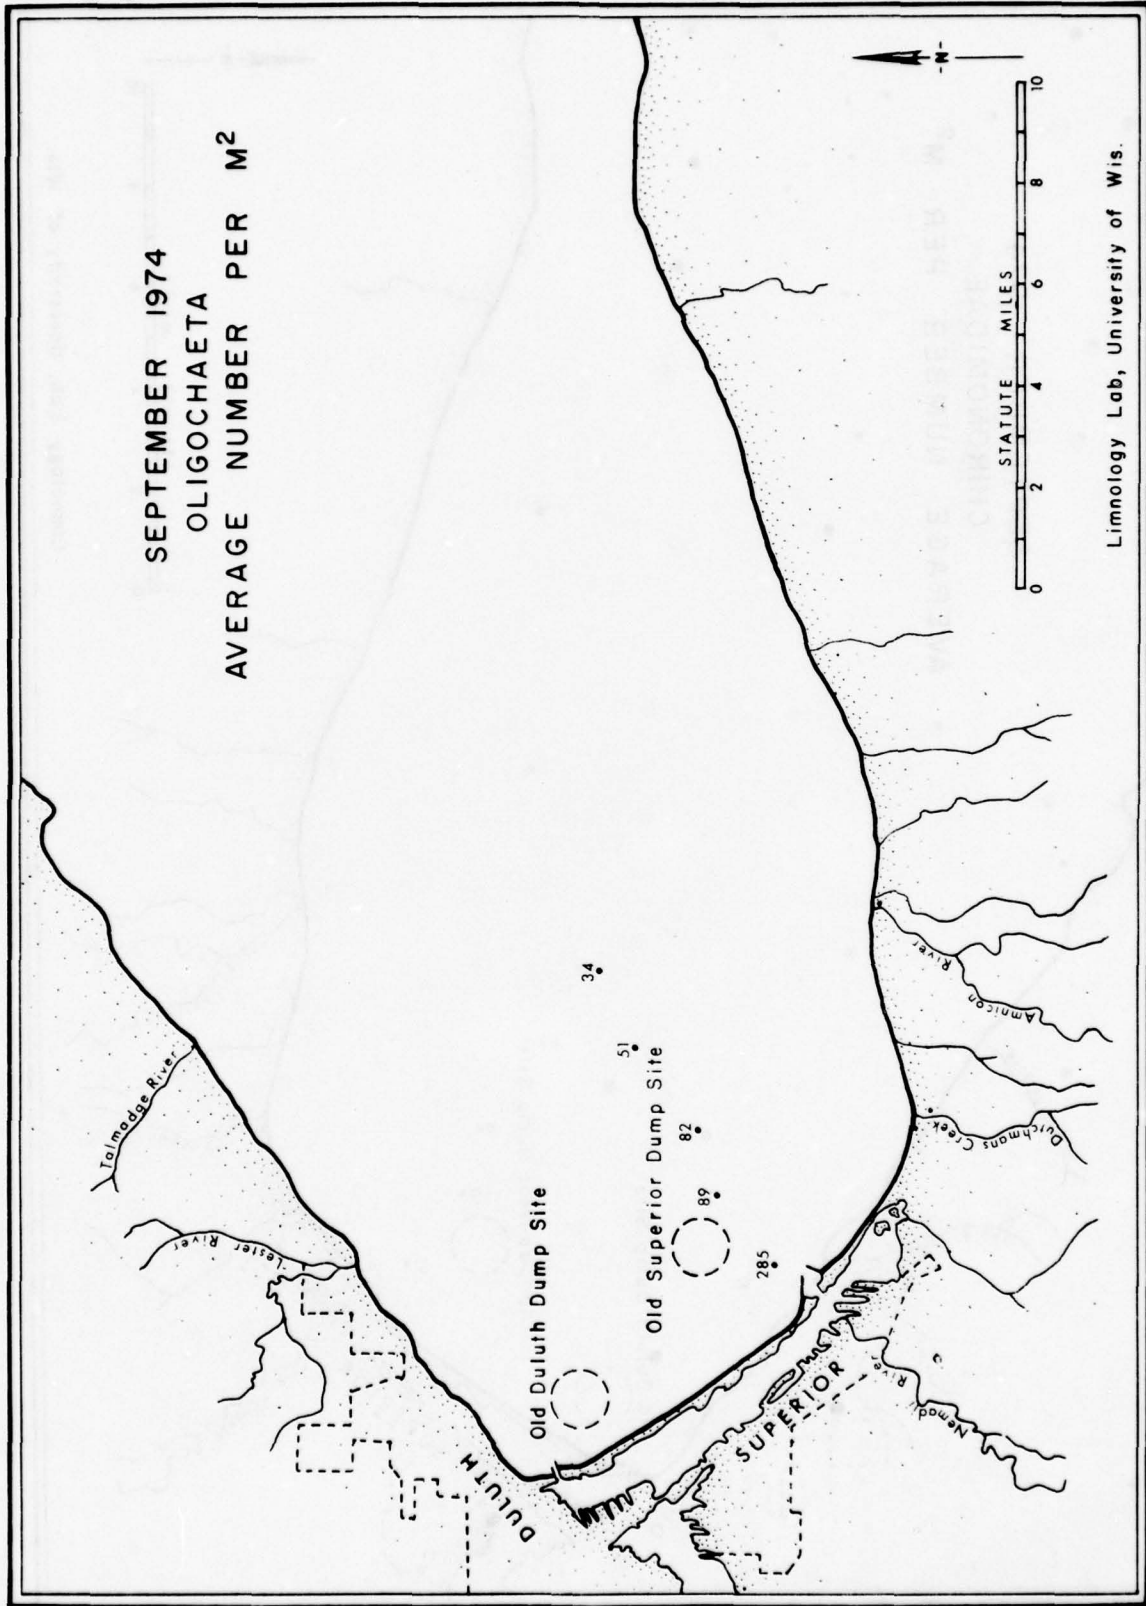 SEPTEMBER 1974
OLIGOCHAETA
AVERAGE NUMBER PER M²
Talmadge River
Lester River
DULUTH
Old Duluth Dump Site
Old Superior Dump Site
34
51
82
89
285
SUPERIOR
Nemadji River
Dutchmans Creek
Amnicon River
-N-
STATUTE MILES
0 2 4 6 8 10
Limnology Lab, University of Wis.